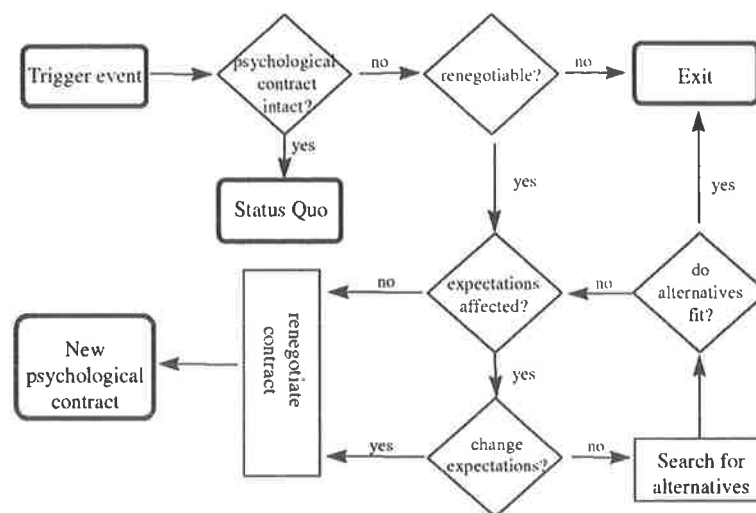 Trigger event
psychological
contract
intact?
no
renegotiable?
no
Exit
yes
Status Quo
yes
yes
expectations
affected?
no
no
do
alternatives
fit?
renegotiate
contract
New
psychological
contract
yes
change
expectations?
yes
no
Search for
alternatives